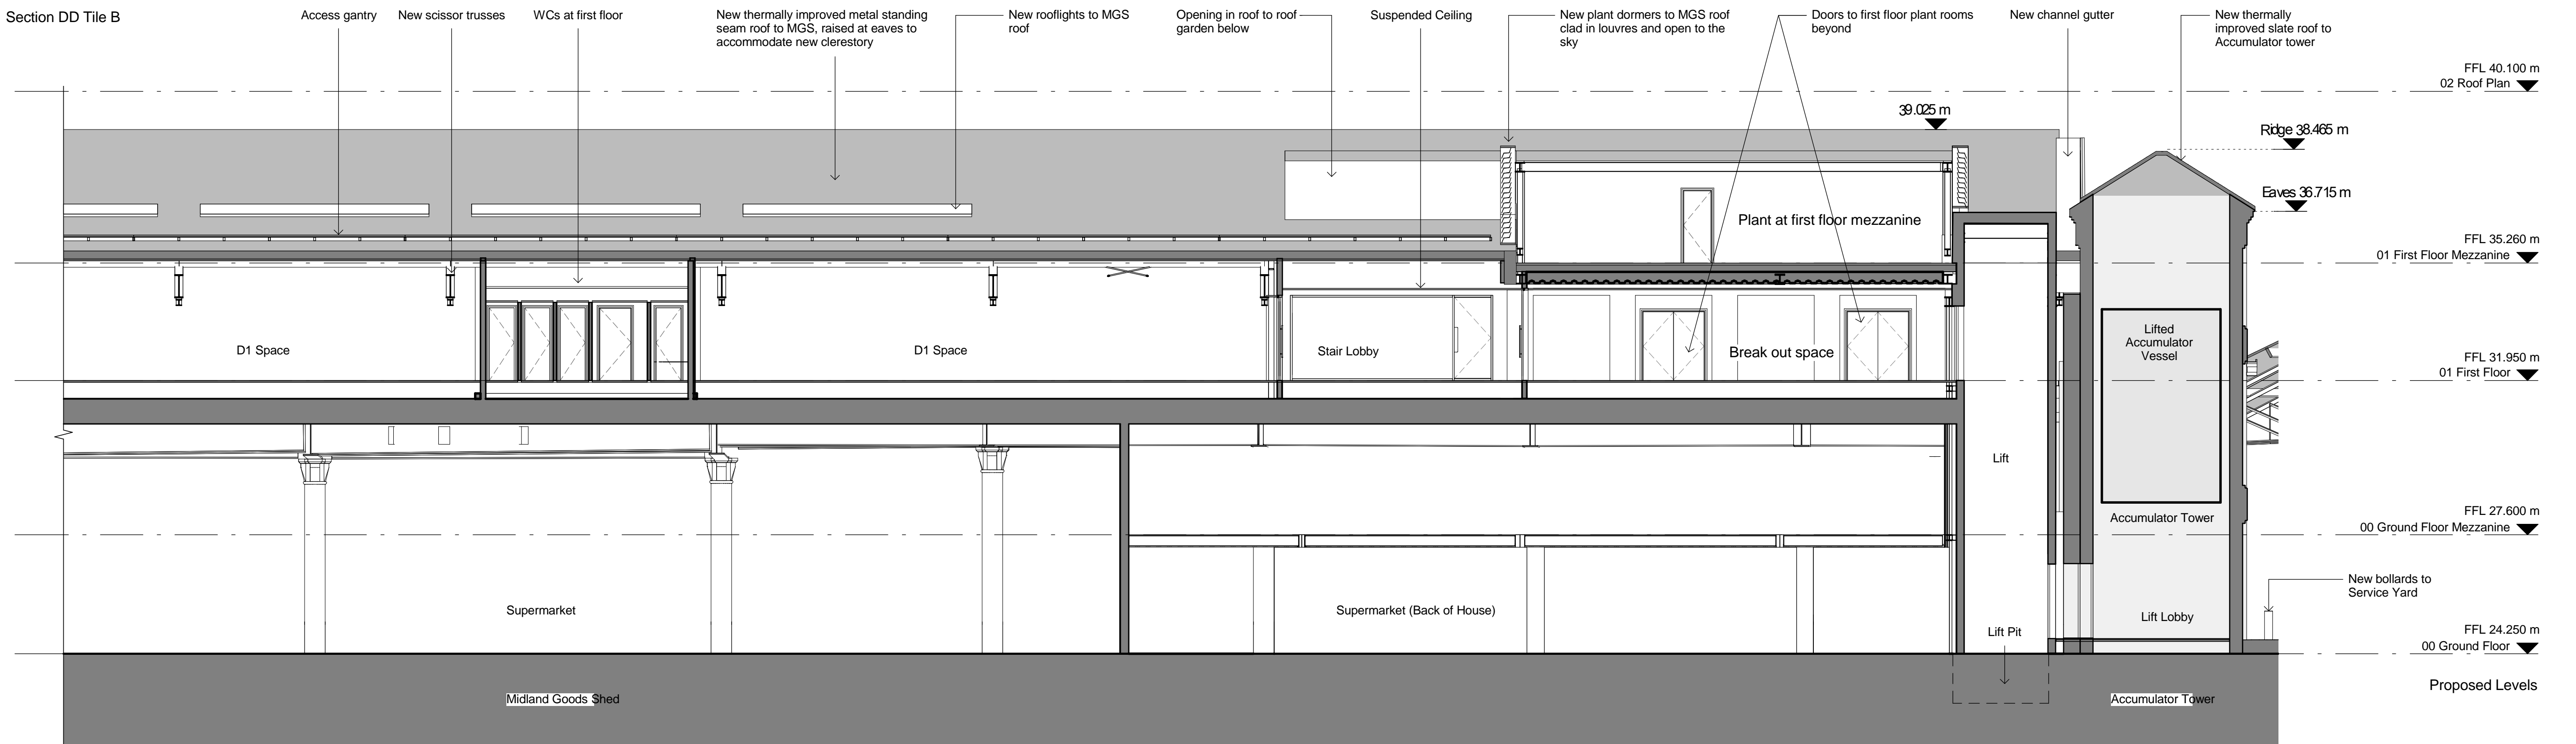 Section DD Tile B
Access gantry
New scissor trusses
WCs at first floor
New thermally improved metal standing
seam roof to MGS, raised at eaves to
accommodate new clerestory
New rooflights to MGS
roof
Opening in roof to roof
garden below
Suspended Ceiling
New plant dormers to MGS roof
clad in louvres and open to the
sky
Doors to first floor plant rooms
beyond
New channel gutter
New thermally
improved slate roof to
Accumulator tower
FFL 40.100 m
02 Roof Plan
39.025 m
Ridge 38.465 m
Eaves 36.715 m
Plant at first floor mezzanine
FFL 35.260 m
01 First Floor Mezzanine
D1 Space
D1 Space
Stair Lobby
Break out space
Lifted
Accumulator
Vessel
FFL 31.950 m
01 First Floor
Lift
Accumulator Tower
FFL 27.600 m
00 Ground Floor Mezzanine
New bollards to
Service Yard
Supermarket
Supermarket (Back of House)
Lift Pit
Lift Lobby
FFL 24.250 m
00 Ground Floor
Midland Goods Shed
Accumulator Tower
Proposed Levels